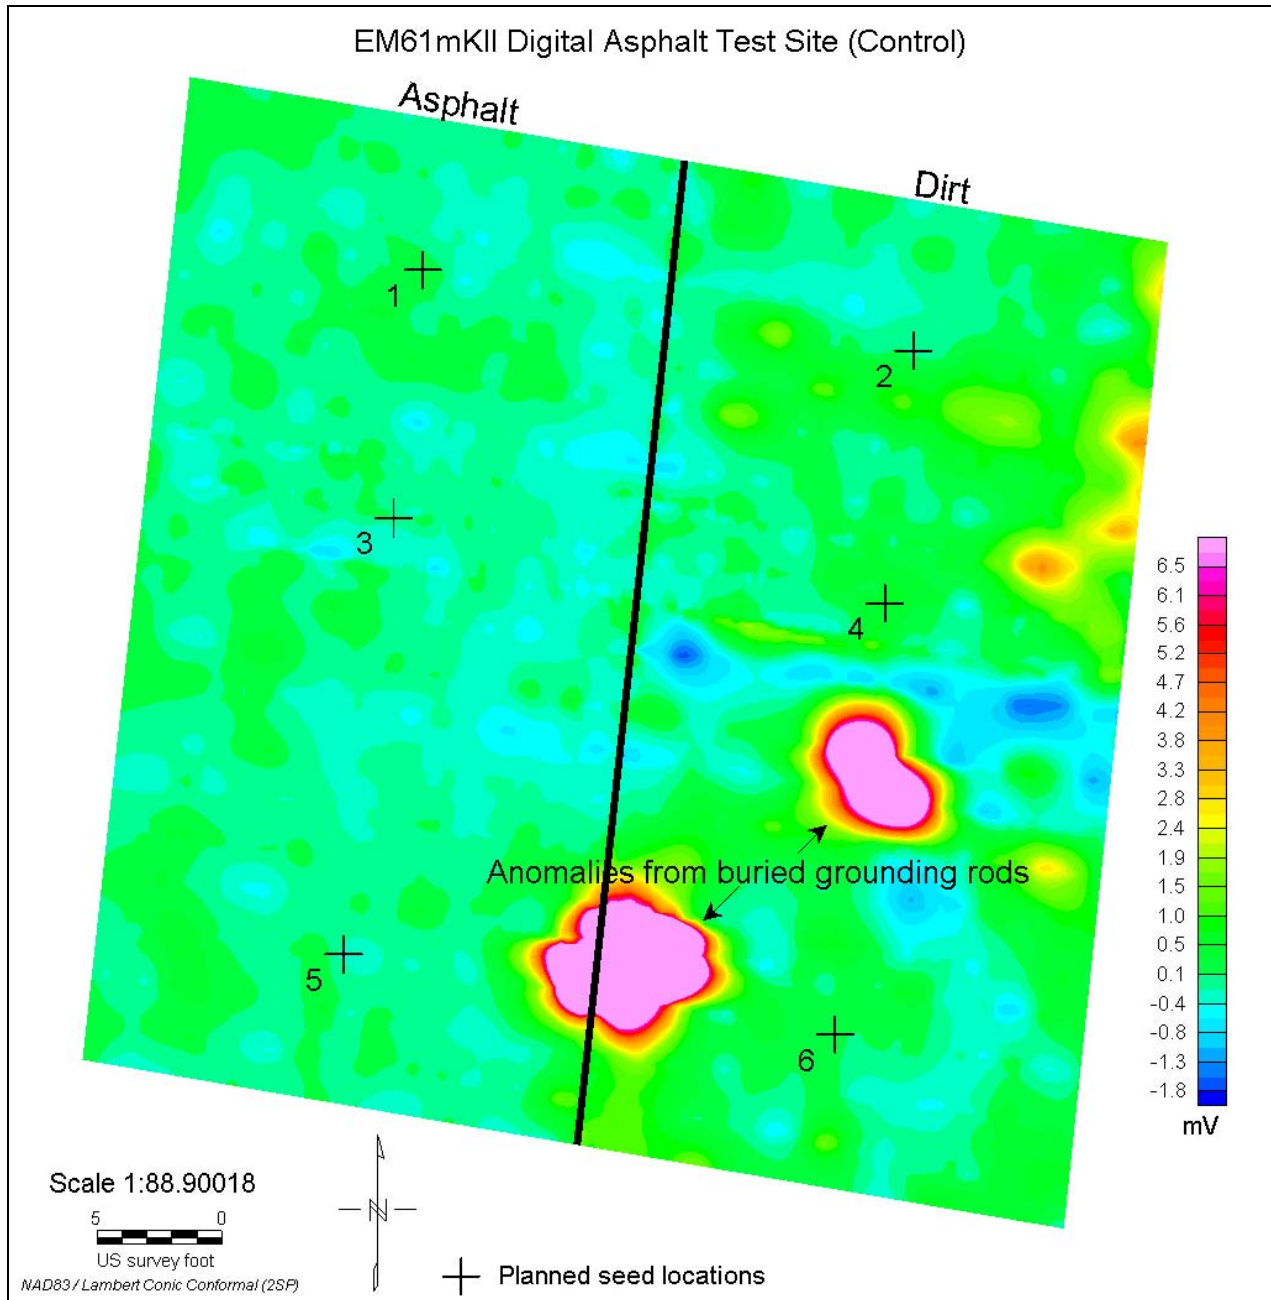 EM61mKII Digital Asphalt Test Site (Control)
Asphalt
Dirt
1
2
3
4
5
6
Anomalies from buried grounding rods
6.5
6.1
5.6
5.2
4.7
4.2
3.8
3.3
2.8
2.4
1.9
1.5
1.0
0.5
0.1
-0.4
-0.8
-1.3
-1.8
mV
Scale 1:88.90018
5 0
US survey foot
NAD83 / Lambert Conic Conformal (2SP)
N
Planned seed locations